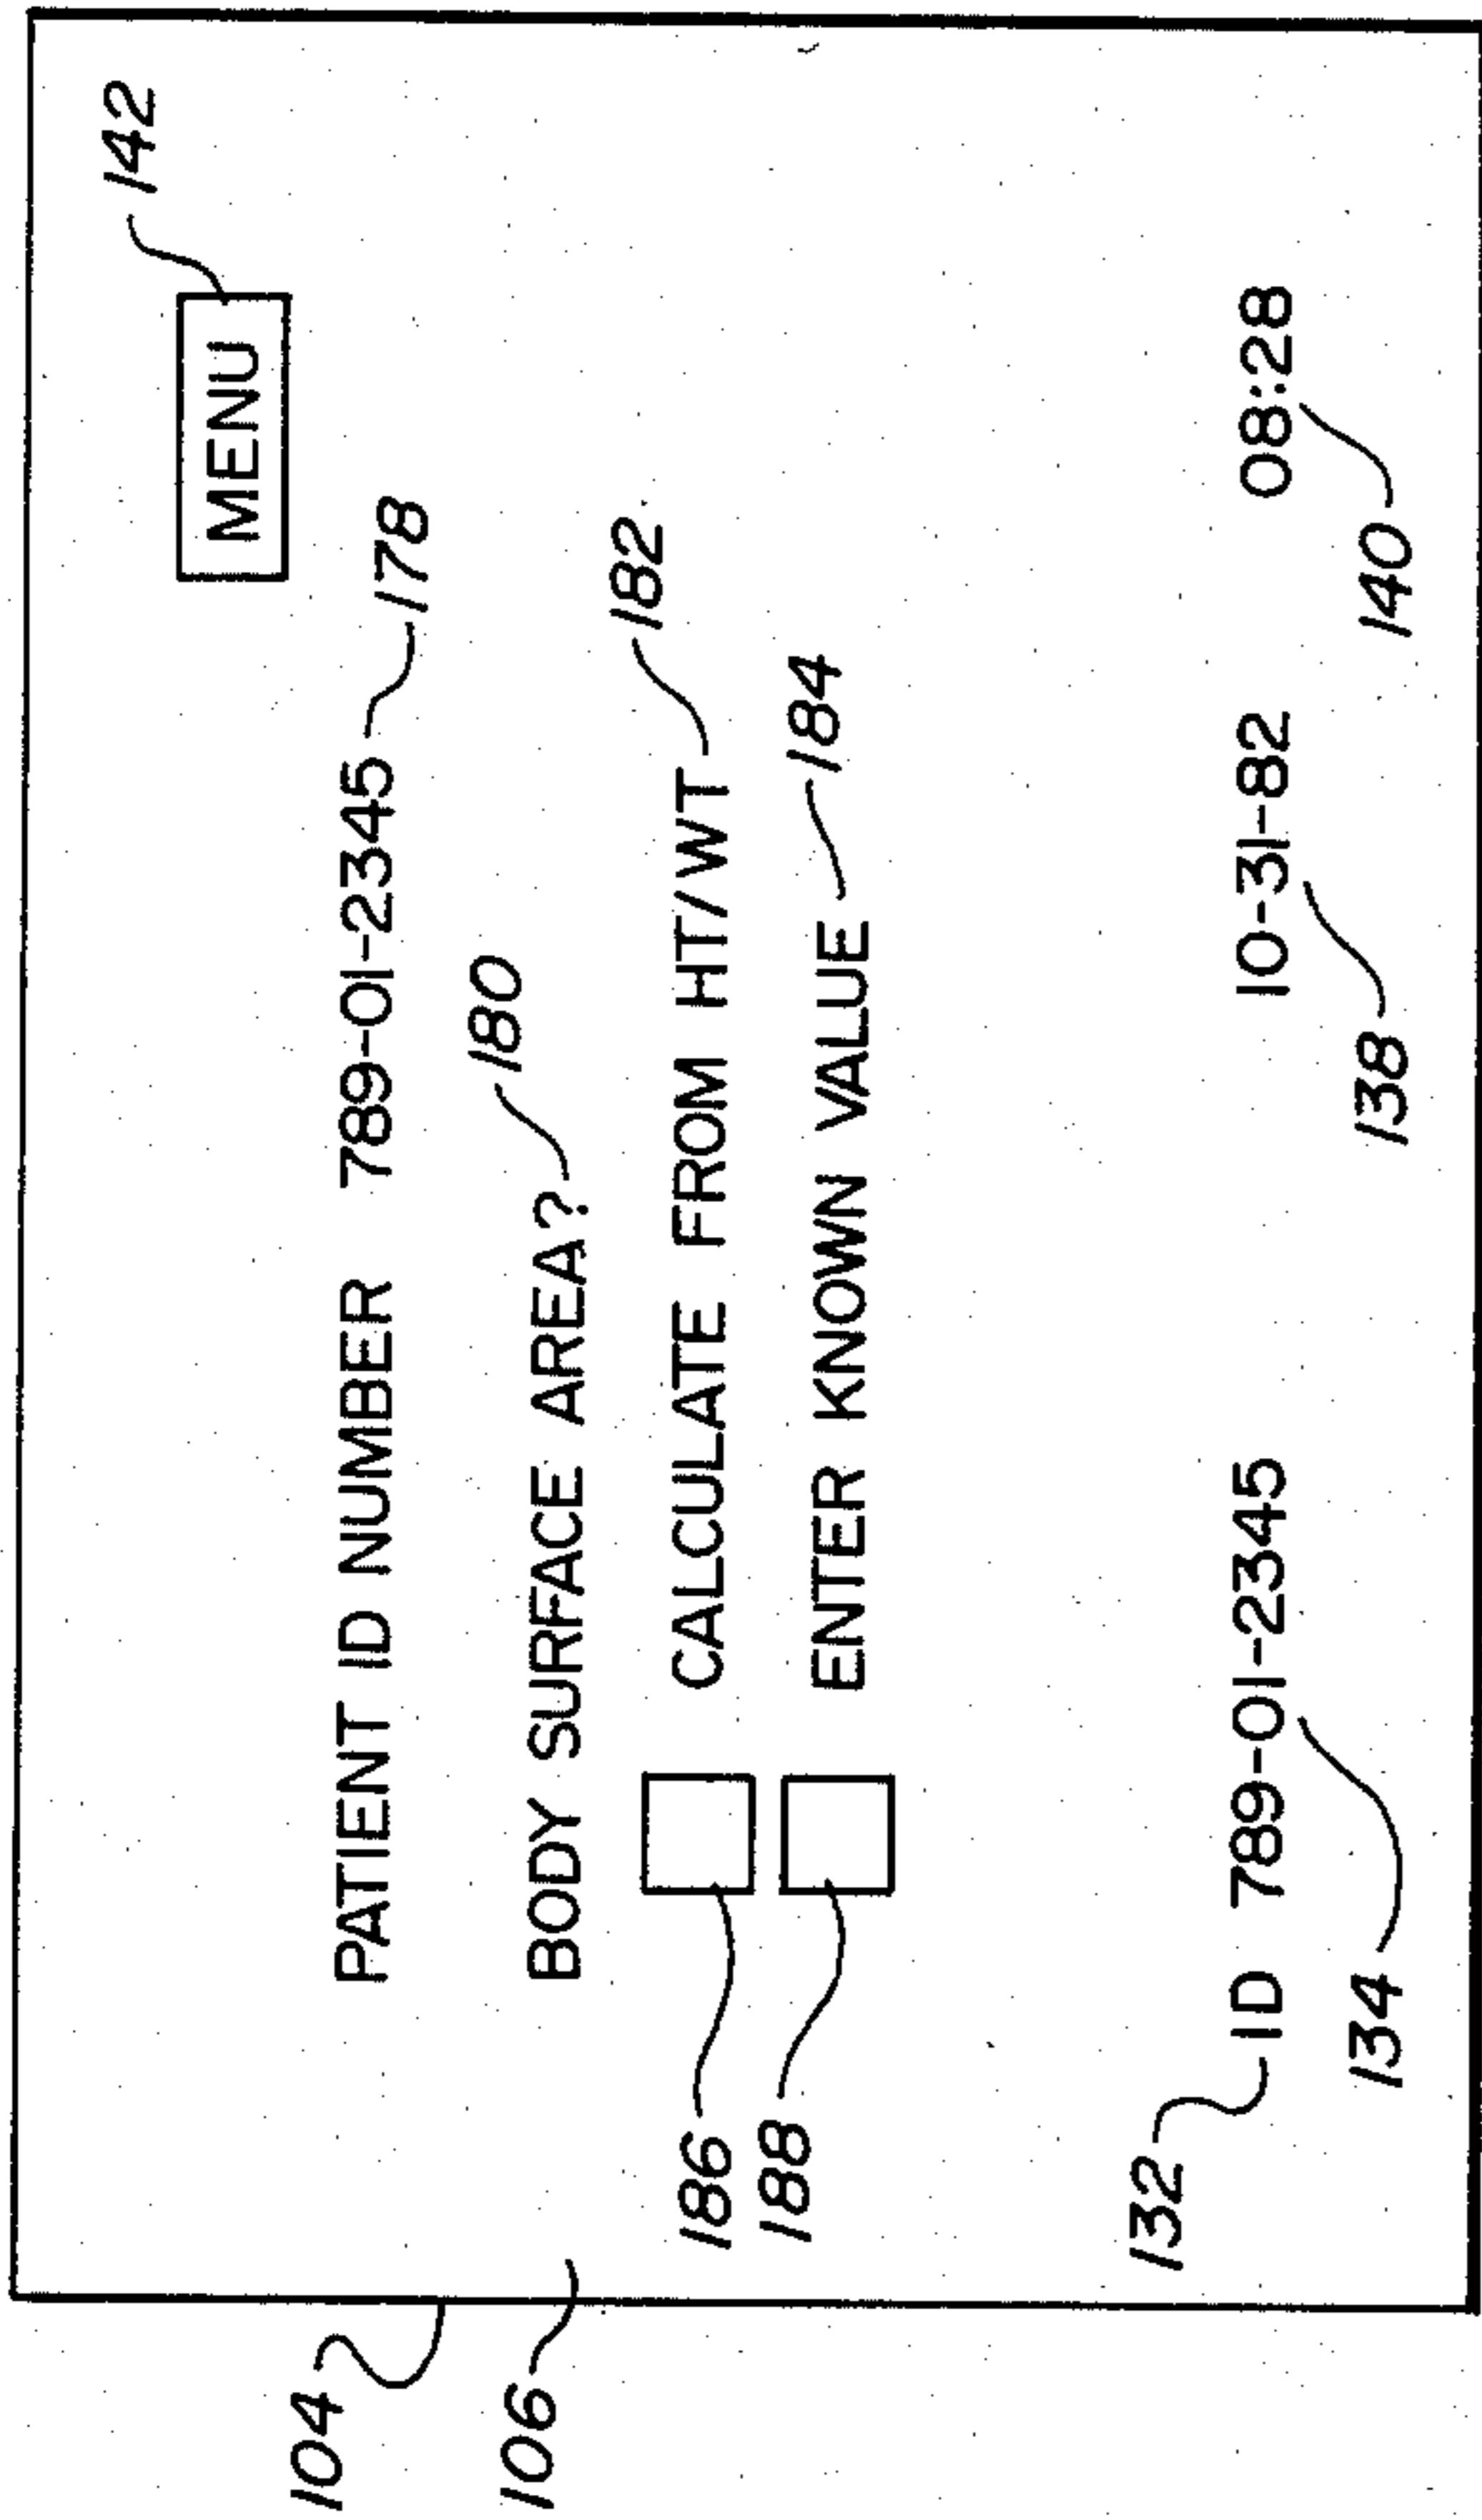 142
MENU
PATIENT ID NUMBER 789-01-2345
178
104
BODY SURFACE AREA?
180
106
182
CALCULATE FROM HT/WT
186
184
ENTER KNOWN VALUE
188
132
ID 789-01-2345 10-31-82 08:28
134 138 140